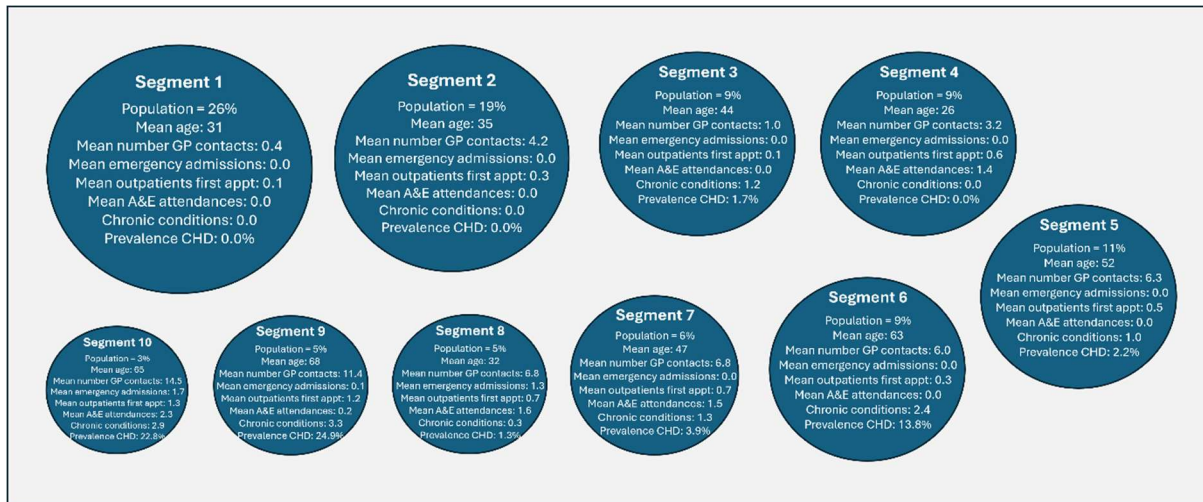 Segment 1
Population = 26%
Mean age: 31
Mean number GP contacts: 0.4
Mean emergency admissions: 0.0
Mean outpatients first appt: 0.1
Mean A&E attendances: 0.0
Chronic conditions: 0.0
Prevalence CHD: 0.0%
Segment 2
Population = 19%
Mean age: 35
Mean number GP contacts: 4.2
Mean emergency admissions: 0.0
Mean outpatients first appt: 0.3
Mean A&E attendances: 0.0
Chronic conditions: 0.0
Prevalence CHD: 0.0%
Segment 3
Population = 9%
Mean age: 44
Mean number GP contacts: 1.0
Mean emergency admissions: 0.0
Mean outpatients first appt: 0.1
Mean A&E attendances: 0.0
Chronic conditions: 1.2
Prevalence CHD: 1.7%
Segment 4
Population = 9%
Mean age: 26
Mean number GP contacts: 3.2
Mean emergency admissions: 0.0
Mean outpatients first appt: 0.6
Mean A&E attendances: 1.4
Chronic conditions: 0.0
Prevalence CHD: 0.0%
Segment 5
Population = 11%
Mean age: 52
Mean number GP contacts: 6.3
Mean emergency admissions: 0.0
Mean outpatients first appt: 0.5
Mean A&E attendances: 0.0
Chronic conditions: 1.0
Prevalence CHD: 2.2%
Segment 10
Population = 3%
Mean age: 65
Mean number GP contacts: 14.5
Mean emergency admissions: 1.7
Mean outpatients first appt: 1.3
Mean A&E attendances: 2.3
Chronic conditions: 2.9
Prevalence CHD: 22.8%
Segment 9
Population = 5%
Mean age: 68
Mean number GP contacts: 11.4
Mean emergency admissions: 0.1
Mean outpatients first appt: 1.2
Mean A&E attendances: 0.2
Chronic conditions: 3.3
Prevalence CHD: 24.9%
Segment 8
Population = 5%
Mean age: 32
Mean number GP contacts: 6.8
Mean emergency admissions: 1.3
Mean outpatients first appt: 0.7
Mean A&E attendances: 1.6
Chronic conditions: 0.3
Prevalence CHD: 1.3%
Segment 7
Population = 6%
Mean age: 47
Mean number GP contacts: 6.8
Mean emergency admissions: 0.0
Mean outpatients first appt: 0.7
Mean A&E attendances: 1.5
Chronic conditions: 1.3
Prevalence CHD: 3.9%
Segment 6
Population = 9%
Mean age: 63
Mean number GP contacts: 6.0
Mean emergency admissions: 0.0
Mean outpatients first appt: 0.3
Mean A&E attendances: 0.0
Chronic conditions: 2.4
Prevalence CHD: 13.8%